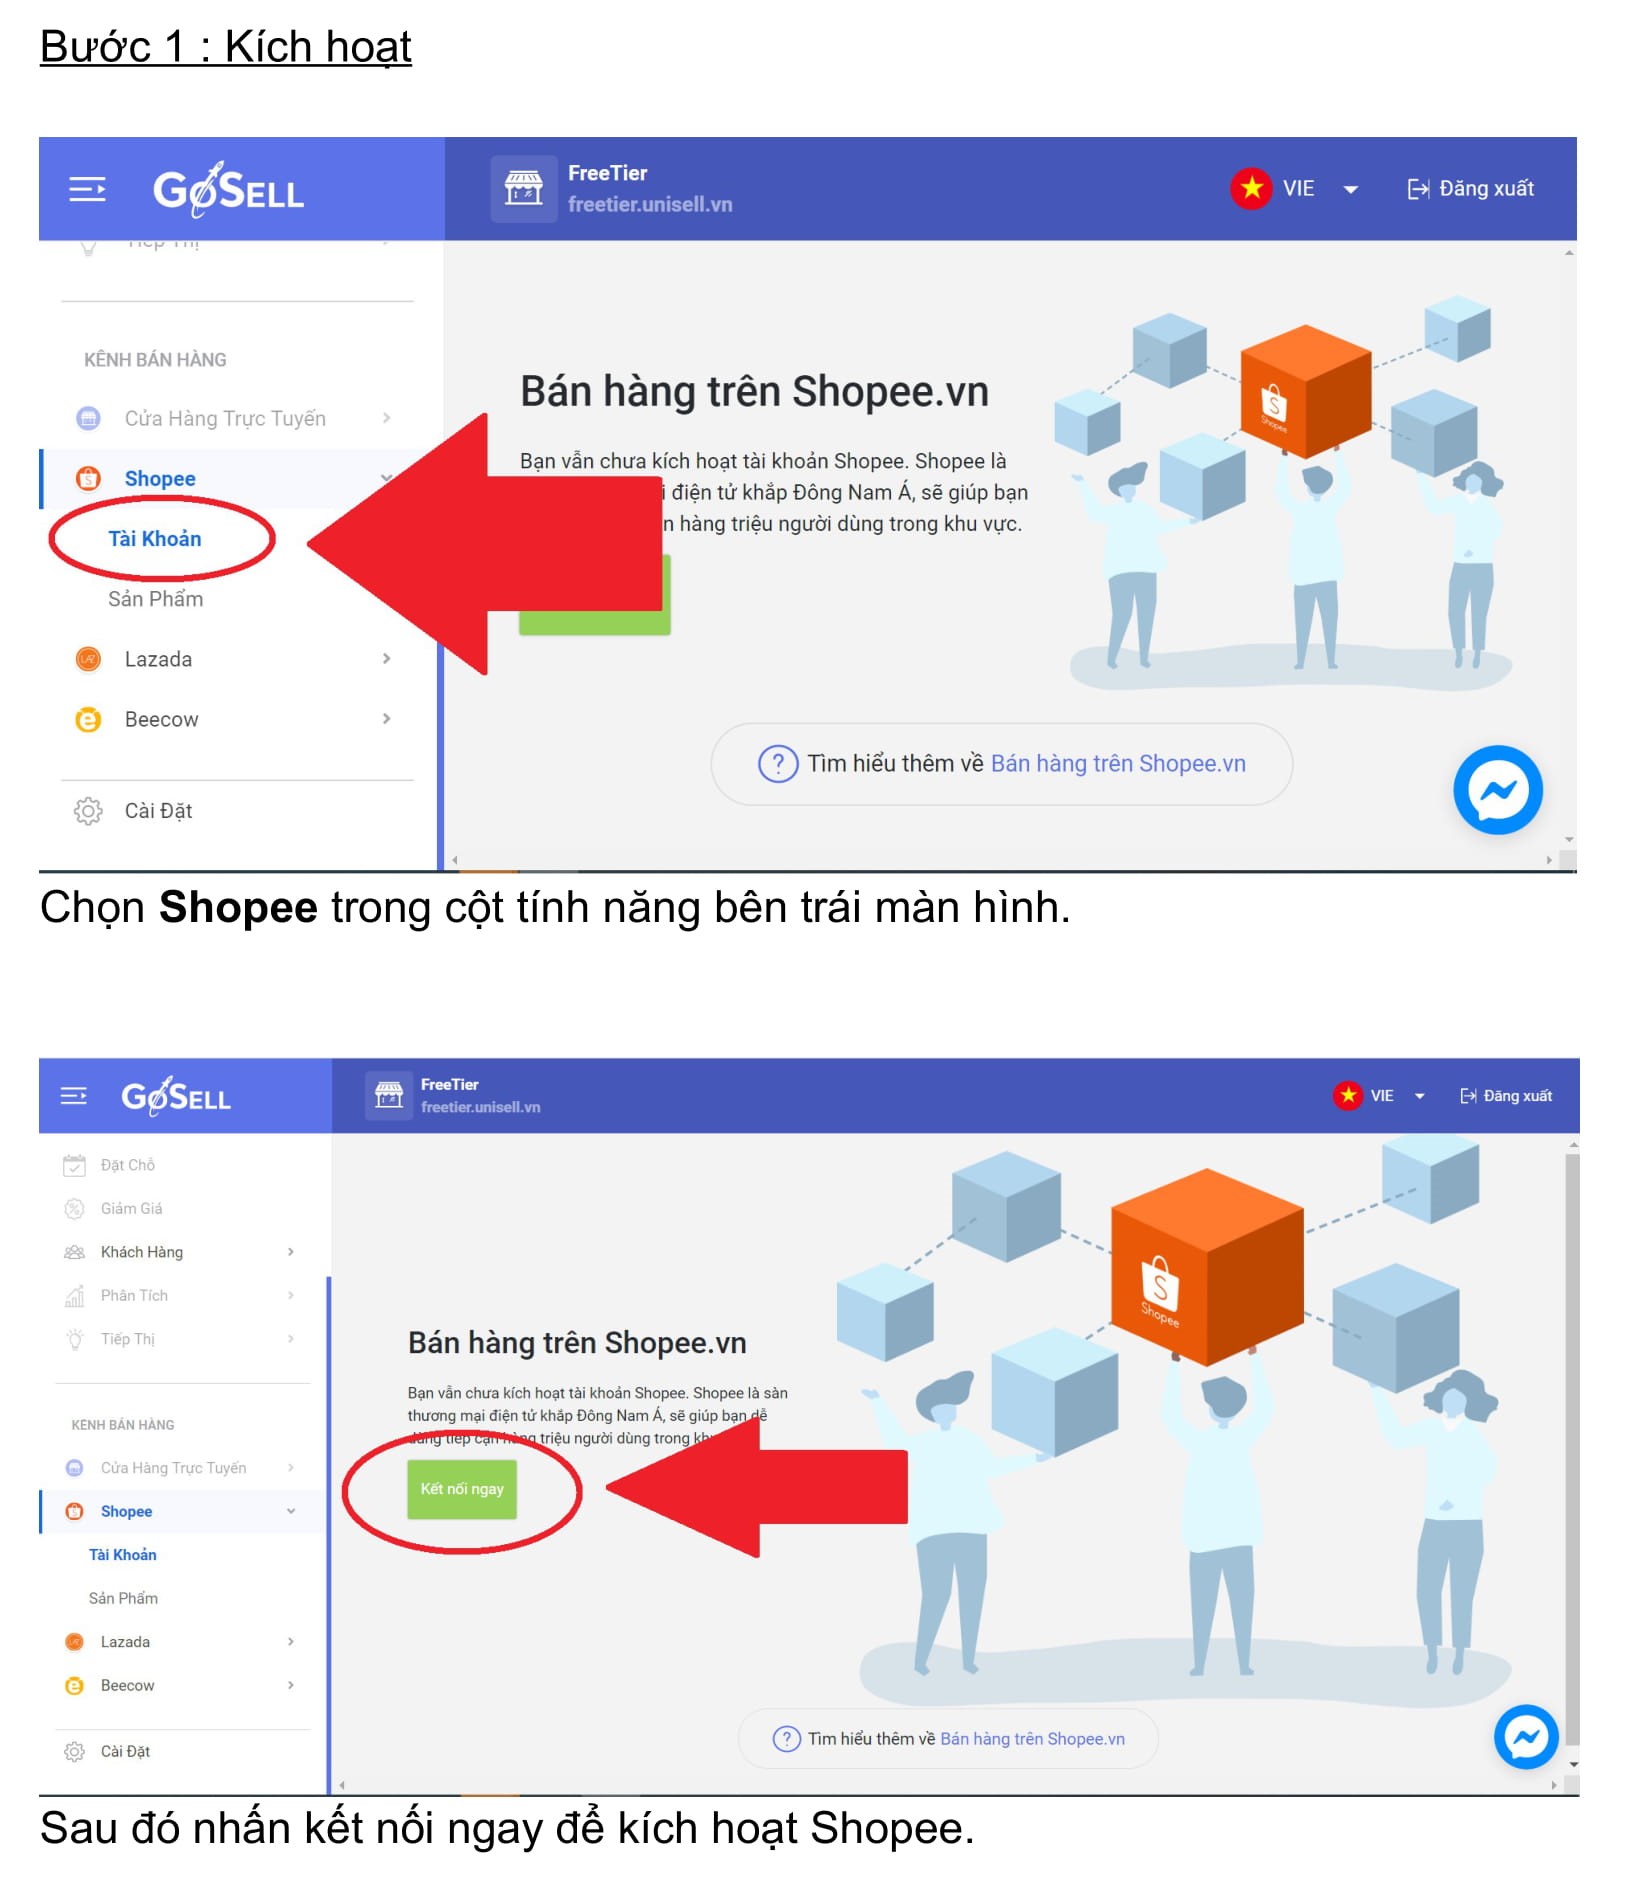 Bước 1 : Kích hoạt
GoSELL
FreeTier
freetier.unisell.vn
VIE
Đăng xuất
Tiếp Thị
KÊNH BÁN HÀNG
Cửa Hàng Trực Tuyến
Shopee
Tài Khoản
Sản Phẩm
Lazada
Beecow
Cài Đặt
Bán hàng trên Shopee.vn
Bạn vẫn chưa kích hoạt tài khoản Shopee. Shopee là
i điện tử khắp Đông Nam Á, sẽ giúp bạn
n hàng triệu người dùng trong khu vực.
Shopee
Tìm hiểu thêm về Bán hàng trên Shopee.vn
Chọn Shopee trong cột tính năng bên trái màn hình.
GoSELL
FreeTier
freetier.unisell.vn
VIE
Đăng xuất
Đặt Chỗ
Giảm Giá
Khách Hàng
Phân Tích
Tiếp Thị
KÊNH BÁN HÀNG
Cửa Hàng Trực Tuyến
Shopee
Tài Khoản
Sản Phẩm
Lazada
Beecow
Cài Đặt
Bán hàng trên Shopee.vn
Bạn vẫn chưa kích hoạt tài khoản Shopee. Shopee là sàn
thương mại điện tử khắp Đông Nam Á, sẽ giúp bạn dễ
dàng tiếp cận hàng triệu người dùng trong
Kết nối ngay
Shopee
Tìm hiểu thêm về Bán hàng trên Shopee.vn
Sau đó nhấn kết nối ngay để kích hoạt Shopee.